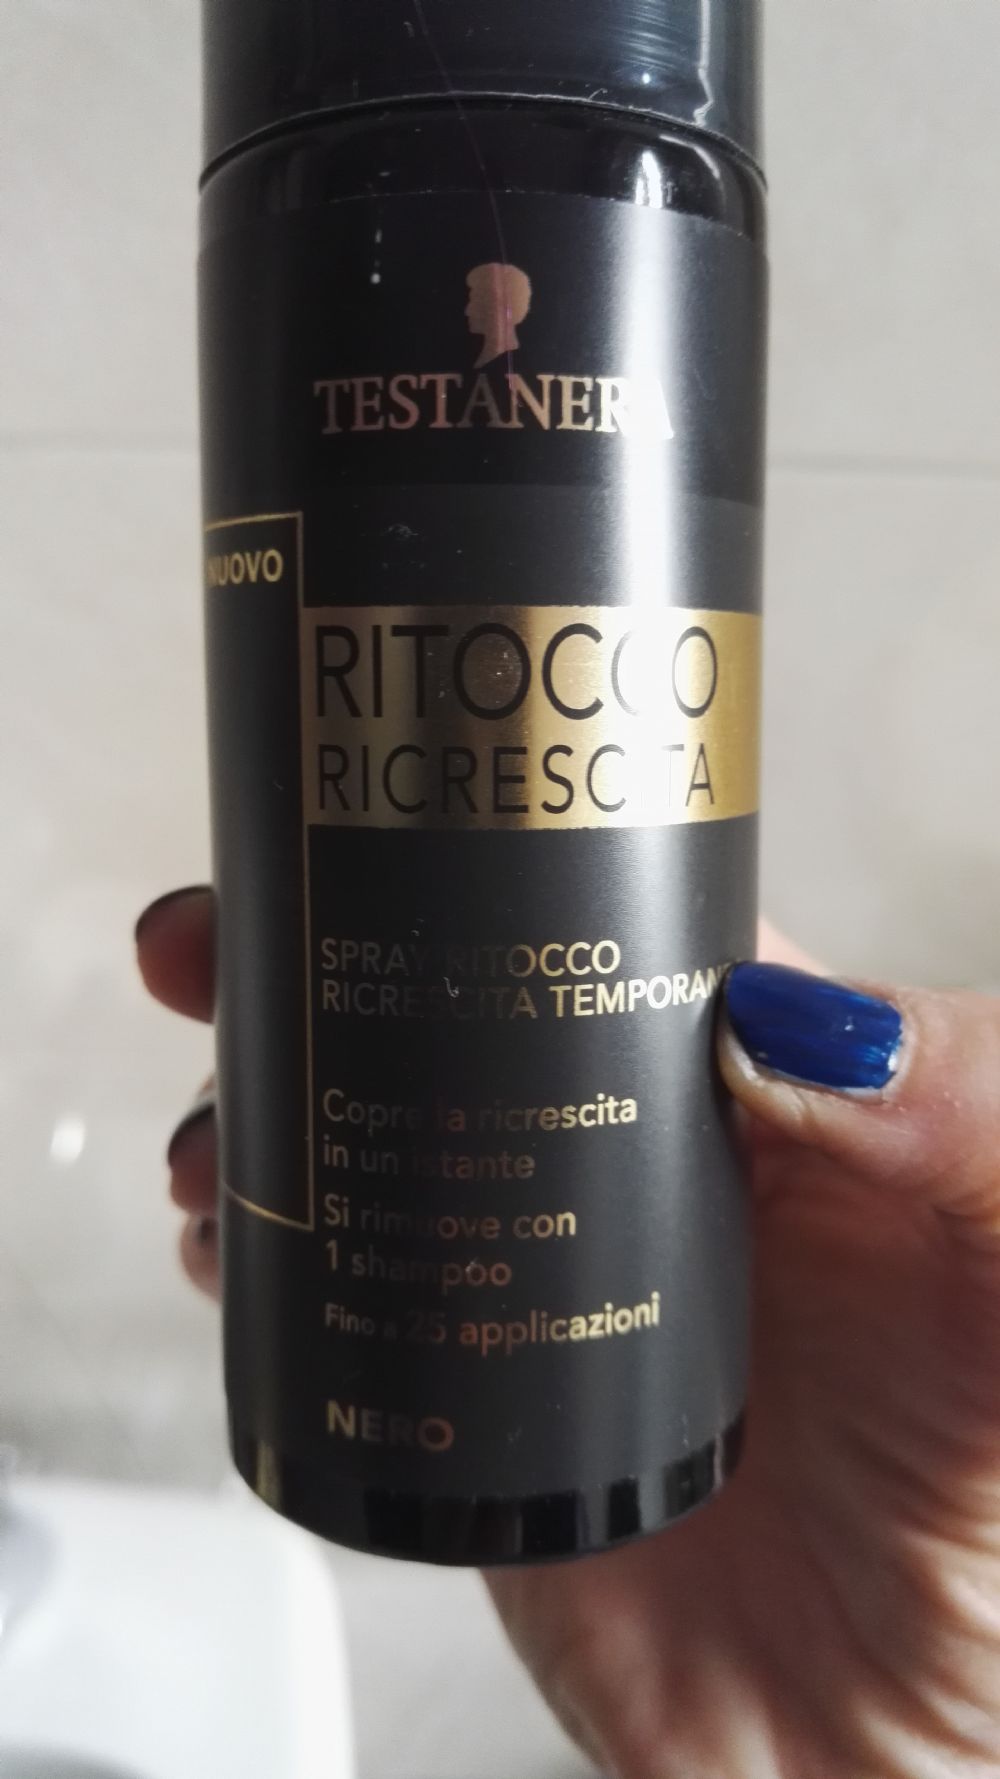 TESTANERA
NUOVO
RITOCCO
RICRESCITA
SPRAY RITOCCO
RICRESCITA TEMPORAN
Copre la ricrescita
in un istante
Si rimuove con
1 shampoo
Fino a 25 applicazioni
NERO